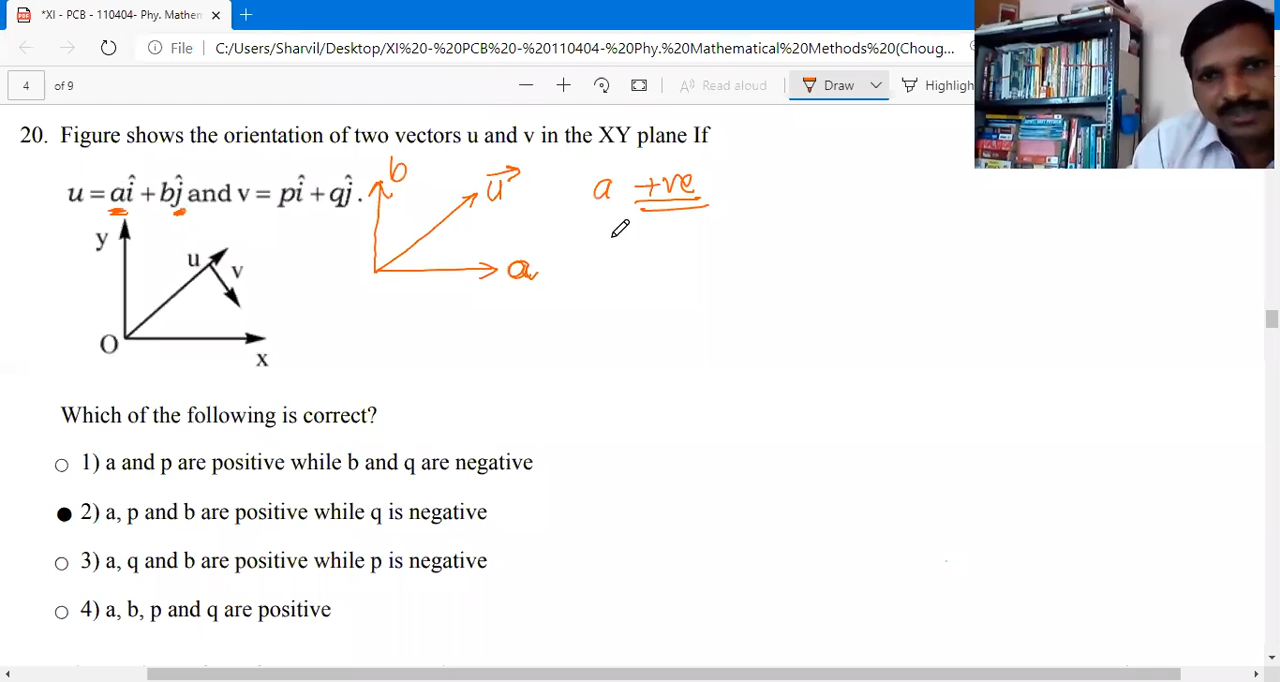 *XI - PCB - 110404- Phy. Mathen
File C:/Users/Sharvil/Desktop/XI%20-%20PCB%20-%20110404-%20Phy.%20Mathematical%20Methods%20(Choug...
4 of 9 Read aloud Draw Highligh
20. Figure shows the orientation of two vectors u and v in the XY plane If
u = aî + bĵ and v = pî + qĵ .
b
u⃗
a +ve
a
y
u
v
O
x
Which of the following is correct?
1) a and p are positive while b and q are negative
2) a, p and b are positive while q is negative
3) a, q and b are positive while p is negative
4) a, b, p and q are positive